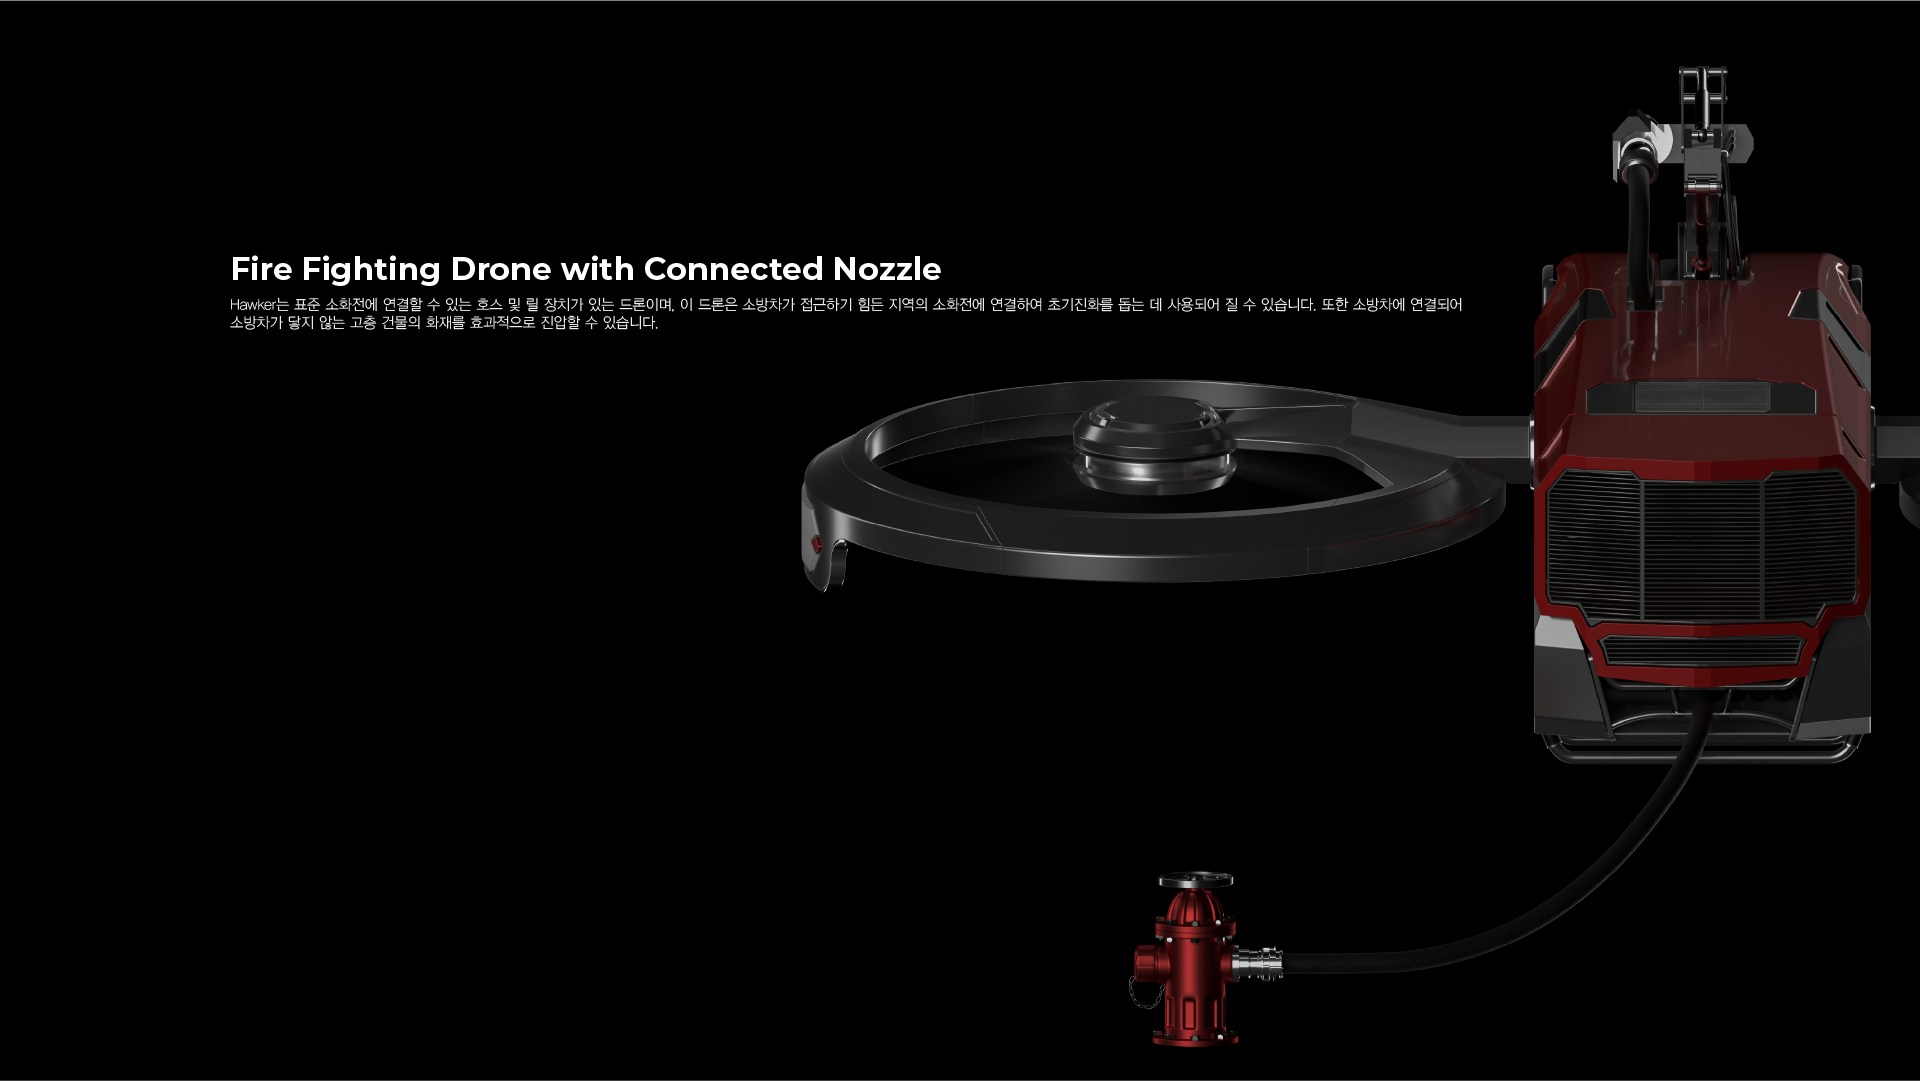 Fire Fighting Drone with Connected Nozzle
Hawker는 표준 소화전에 연결할 수 있는 호스 및 릴 장치가 있는 드론이며, 이 드론은 소방차가 접근하기 힘든 지역의 소화전에 연결하여 초기진화를 돕는 데 사용되어 질 수 있습니다. 또한 소방차에 연결되어
소방차가 닿지 않는 고층 건물의 화재를 효과적으로 진압할 수 있습니다.